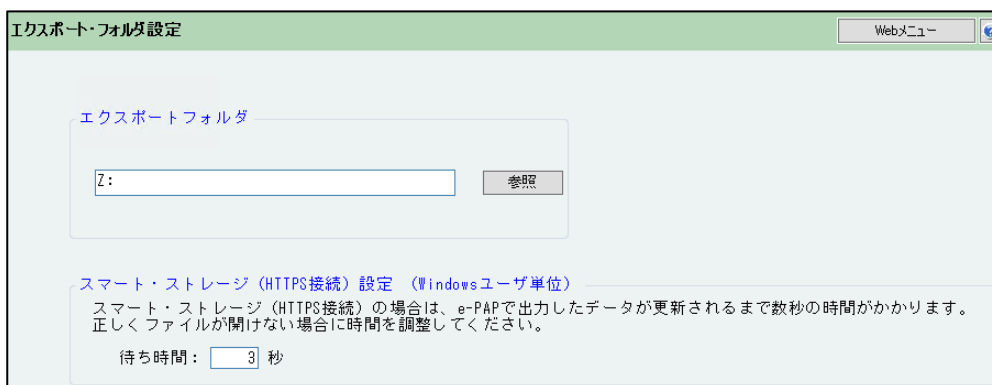 エクスポート・フォルダ設定
Webメニュー
エクスポートフォルダ
Z:
参照
スマート・ストレージ (HTTPS接続) 設定 (Windowsユーザ単位)
スマート・ストレージ (HTTPS接続) の場合は、e-PAPで出力したデータが更新されるまで数秒の時間がかかります。
正しくファイルが開けない場合に時間を調整してください。
待ち時間: 3 秒